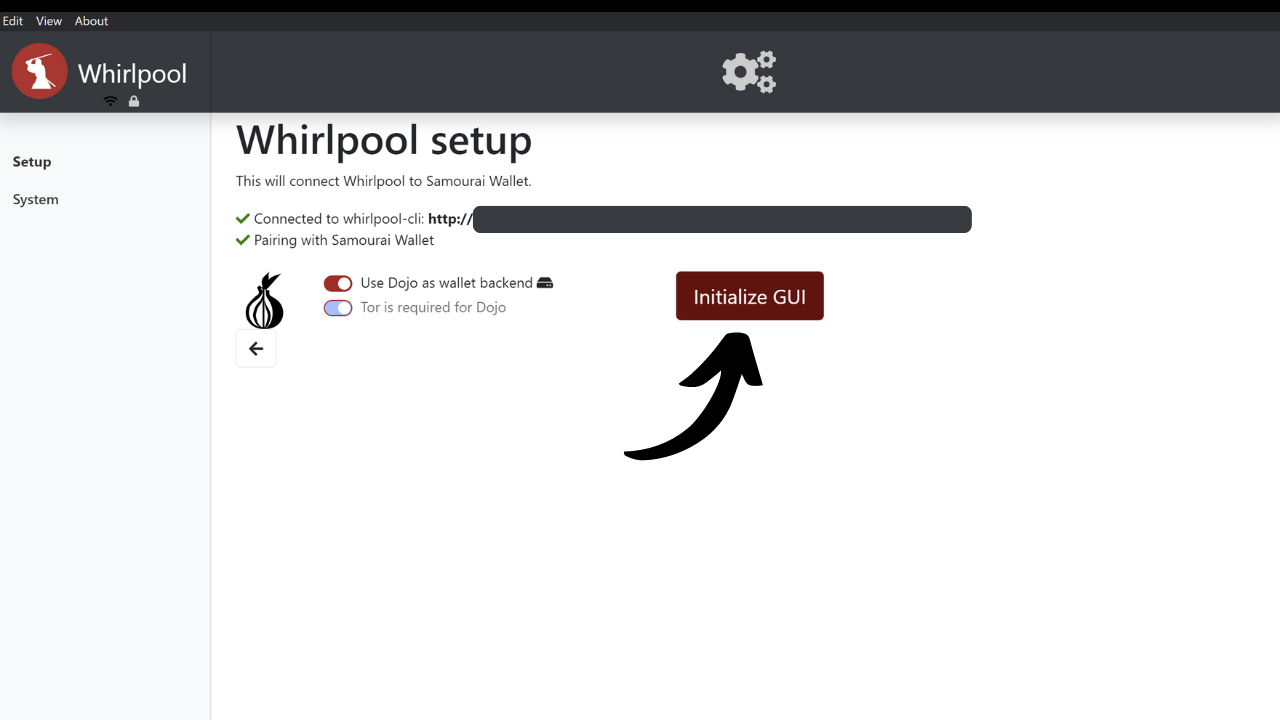 Edit View About
Whirlpool
Setup
System
Whirlpool setup
This will connect Whirlpool to Samourai Wallet.
Connected to whirlpool-cli: http://
Pairing with Samourai Wallet
Use Dojo as wallet backend
Tor is required for Dojo
Initialize GUI